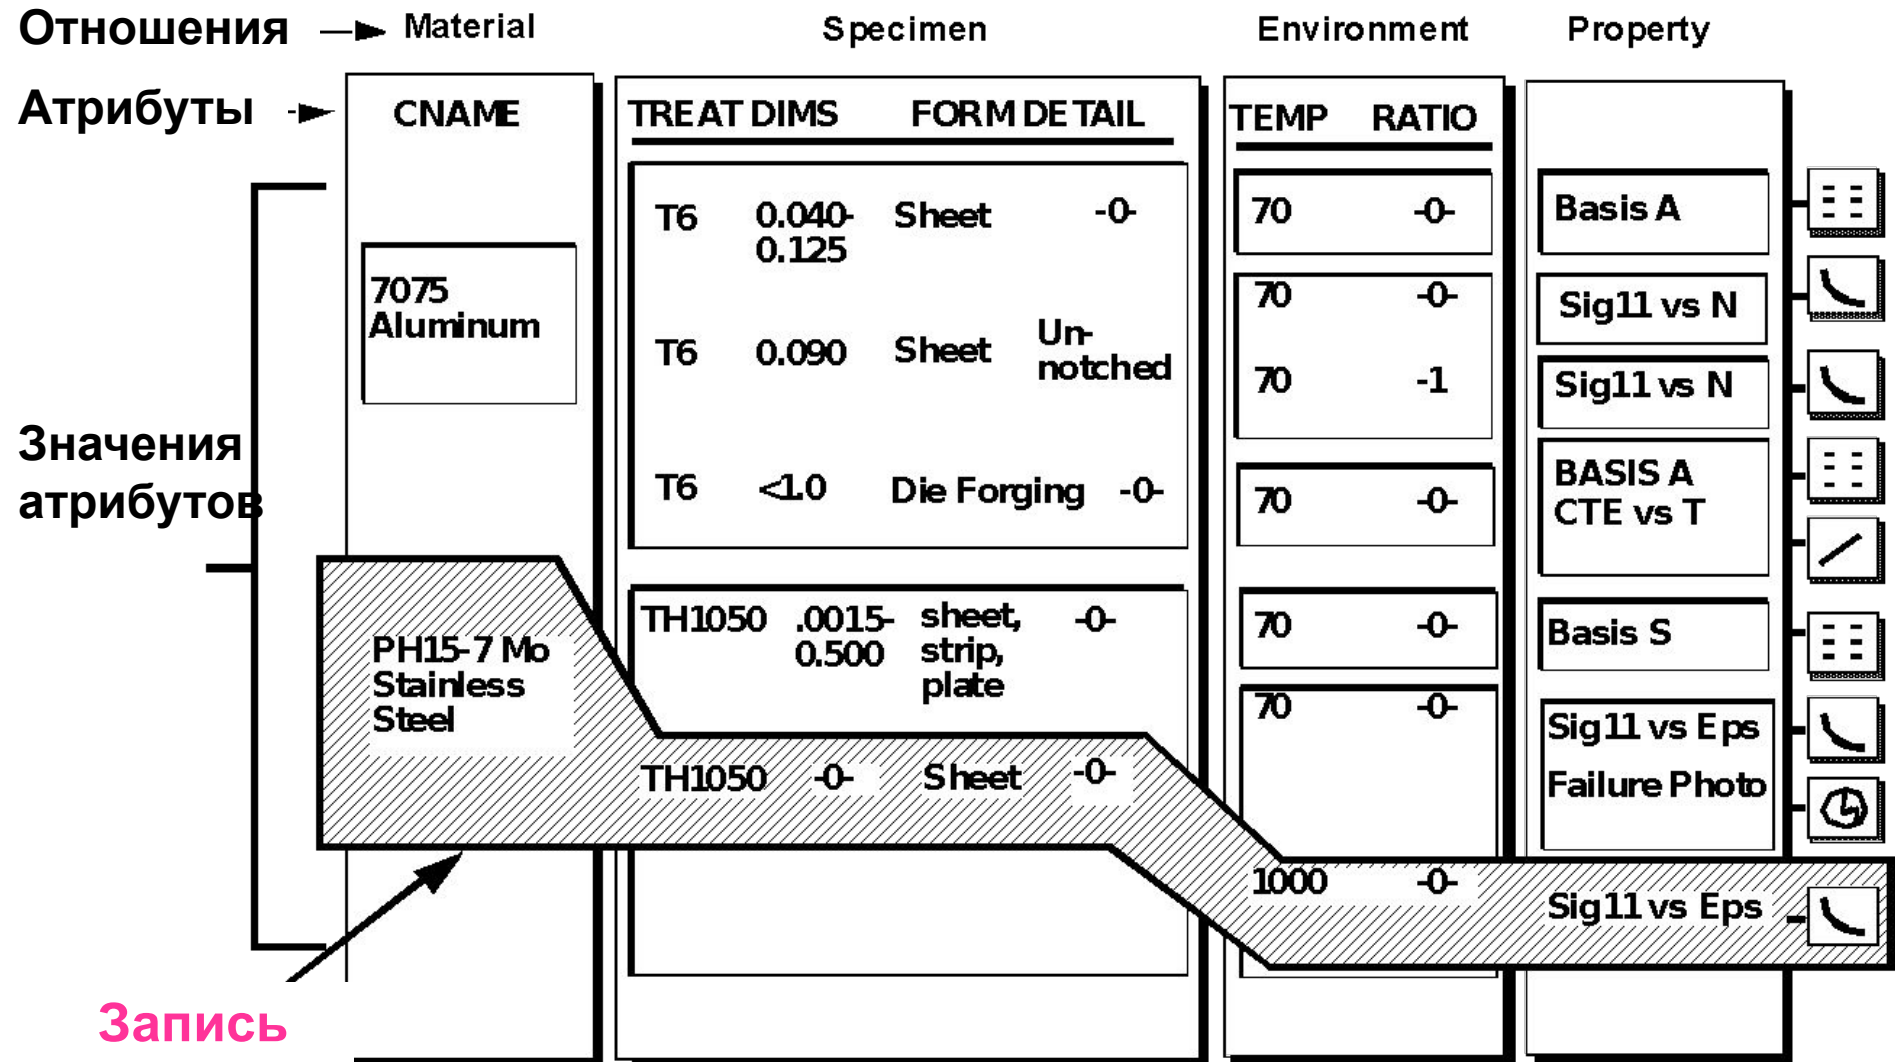 Отношения Material Specimen Environment Property
Атрибуты CNAME TREAT DIMS FORM DETAIL TEMP RATIO
T6 0.040- Sheet -0- 70 -0- Basis A
0.125
7075 70 -0- Sig11 vs N
Aluminum
T6 0.090 Sheet Un-
notched 70 -1 Sig11 vs N
Значения
атрибутов
T6 <1.0 Die Forging -0- 70 -0- BASIS A
CTE vs T
TH1050 .0015- sheet, -0- 70 -0- Basis S
0.500 strip,
plate
PH15-7 Mo
Stainless
Steel
70 -0- Sig11 vs Eps
Failure Photo
TH1050 -0- Sheet -0-
1000 -0- Sig11 vs Eps
Запись